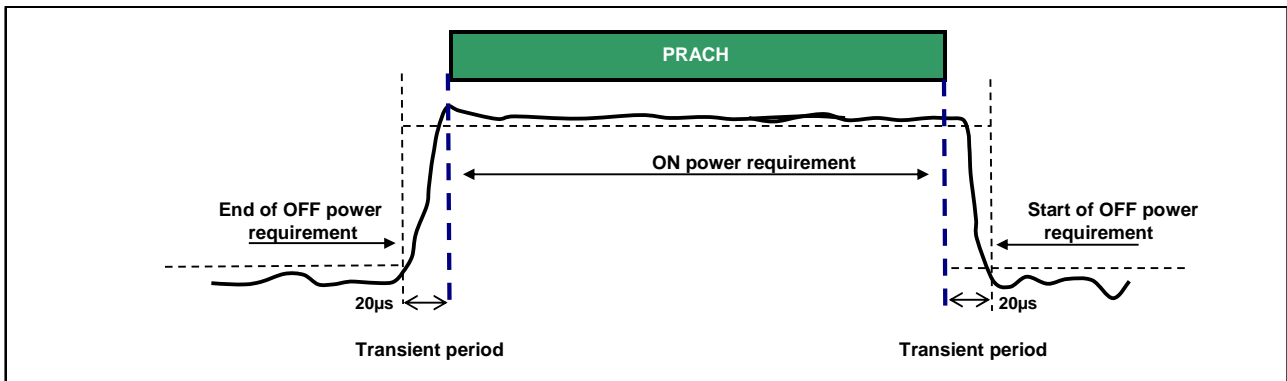 PRACH
ON power requirement
End of OFF power
requirement
Start of OFF power
requirement
20µs
20µs
Transient period
Transient period